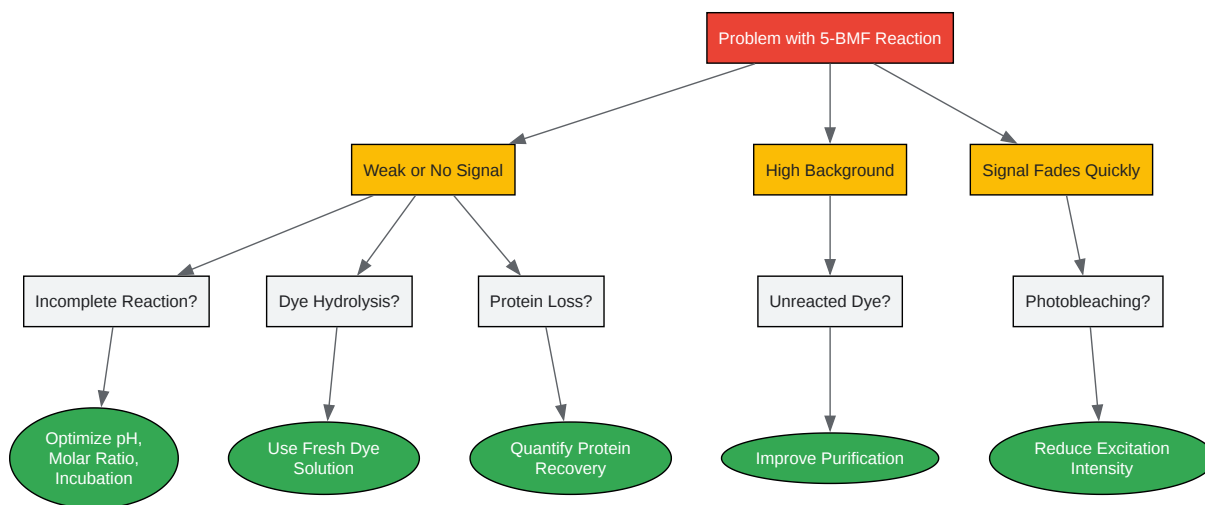 Problem with 5-BMF Reaction
Weak or No Signal
High Background
Signal Fades Quickly
Incomplete Reaction?
Dye Hydrolysis?
Protein Loss?
Unreacted Dye?
Photobleaching?
Optimize pH,
Molar Ratio,
Incubation
Use Fresh Dye
Solution
Quantify Protein
Recovery
Improve Purification
Reduce Excitation
Intensity